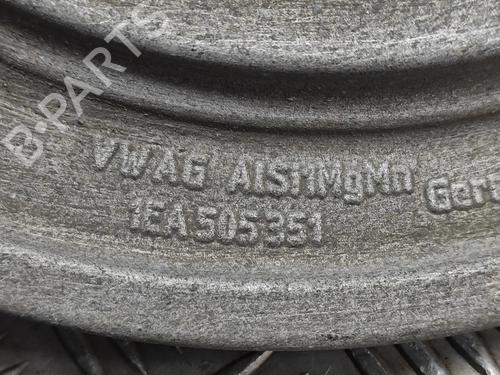 B-PARTS
VWAG AlSiMgMn Ger
1EA505351